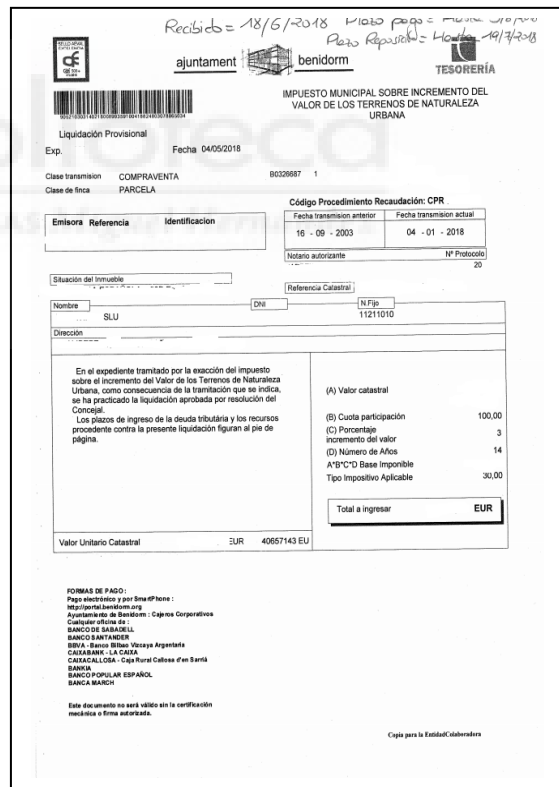 Recibido = 18/6/2018 Plazo pago =
Plazo Reposición = Hasta 19/7/2018
ajuntament benidorm
TESORERÍA
IMPUESTO MUNICIPAL SOBRE INCREMENTO DEL
VALOR DE LOS TERRENOS DE NATURALEZA
URBANA
Liquidación Provisional
Exp. Fecha 04/05/2018
Clase transmision COMPRAVENTA B0326687 1
Clase de finca PARCELA
Código Procedimiento Recaudación: CPR
Emisora Referencia Identificacion
Fecha transmision anterior Fecha transmision actual
16 - 09 - 2003 04 - 01 - 2018
Notario autorizante Nº Protocolo
20
Situación del Inmueble
Referencia Catastral
Nombre DNI N.Fijo
SLU 11211010
Dirección
En el expediente tramitado por la exacción del impuesto
sobre el incremento del Valor de los Terrenos de Naturaleza
Urbana, como consecuencia de la tramitación que se indica,
se ha practicado la liquidación aprobada por resolución del
Concejal.
Los plazos de ingreso de la deuda tributária y los recursos
procedente contra la presente liquidación figuran al pie de
página.
(A) Valor catastral
(B) Cuota participación 100,00
(C) Porcentaje
incremento del valor 3
(D) Número de Años 14
A*B*C*D Base Imponible
Tipo Impositivo Aplicable 30,00
Total a ingresar EUR
Valor Unitario Catastral EUR 40657143 EU
FORMAS DE PAGO :
Pago electrónico y por SmartPhone :
http://portal.benidorm.org
Ayuntamiento de Benidorm : Cajeros Corporativos
Cualquier oficina de :
BANCO DE SABADELL
BANCO SANTANDER
BBVA - Banco Bilbao Vizcaya Argentaria
CAIXABANK - LA CAIXA
CAIXACALLOSA - Caja Rural Callosa d'en Sarriá
BANKIA
BANCO POPULAR ESPAÑOL
BANCA MARCH
Este documento no será válido sin la certificación
mecánica o firma autorizada.
Copia para la EntidadColaboradora